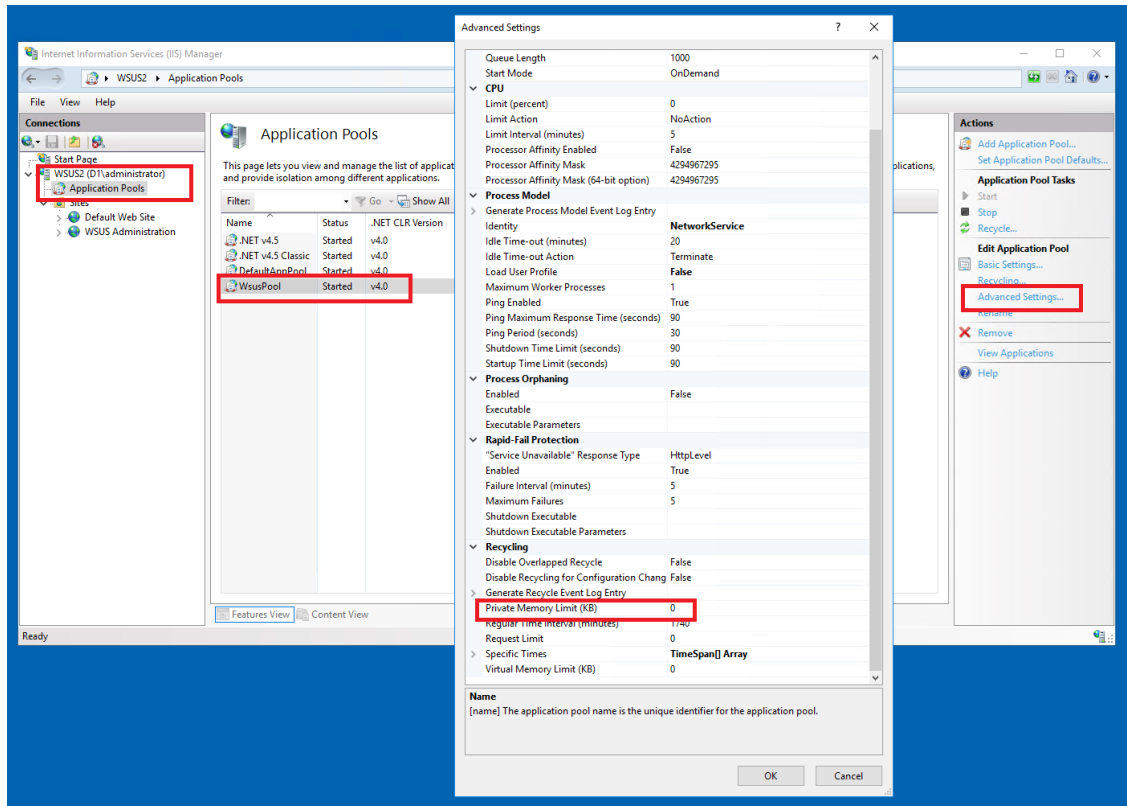 Internet Information Services (IIS) Manager
WSUS2 Application Pools
File View Help
Connections
Start Page
WSUS2 (D1\administrator)
Application Pools
Sites
Default Web Site
WSUS Administration
Application Pools
This page lets you view and manage the list of applicat
and provide isolation among different applications.
Filter: Go Show All
Name Status .NET CLR Version
.NET v4.5 Started v4.0
.NET v4.5 Classic Started v4.0
DefaultAppPool Started v4.0
WsusPool Started v4.0
Features View Content View
Ready
Advanced Settings ?
Queue Length 1000
Start Mode OnDemand
CPU
Limit (percent) 0
Limit Action NoAction
Limit Interval (minutes) 5
Processor Affinity Enabled False
Processor Affinity Mask 4294967295
Processor Affinity Mask (64-bit option) 4294967295
Process Model
Generate Process Model Event Log Entry
Identity NetworkService
Idle Time-out (minutes) 20
Idle Time-out Action Terminate
Load User Profile False
Maximum Worker Processes 1
Ping Enabled True
Ping Maximum Response Time (seconds) 90
Ping Period (seconds) 30
Shutdown Time Limit (seconds) 90
Startup Time Limit (seconds) 90
Process Orphaning
Enabled False
Executable
Executable Parameters
Rapid-Fail Protection
"Service Unavailable" Response Type HttpLevel
Enabled True
Failure Interval (minutes) 5
Maximum Failures 5
Shutdown Executable
Shutdown Executable Parameters
Recycling
Disable Overlapped Recycle False
Disable Recycling for Configuration Chang False
Generate Recycle Event Log Entry
Private Memory Limit (KB) 0
Regular Time Interval (minutes) 1740
Request Limit 0
Specific Times TimeSpan[] Array
Virtual Memory Limit (KB) 0
Name
[name] The application pool name is the unique identifier for the application pool.
OK Cancel
plications,
Actions
Add Application Pool...
Set Application Pool Defaults...
Application Pool Tasks
Start
Stop
Recycle...
Edit Application Pool
Basic Settings...
Recycling...
Advanced Settings...
Rename
Remove
View Applications
Help